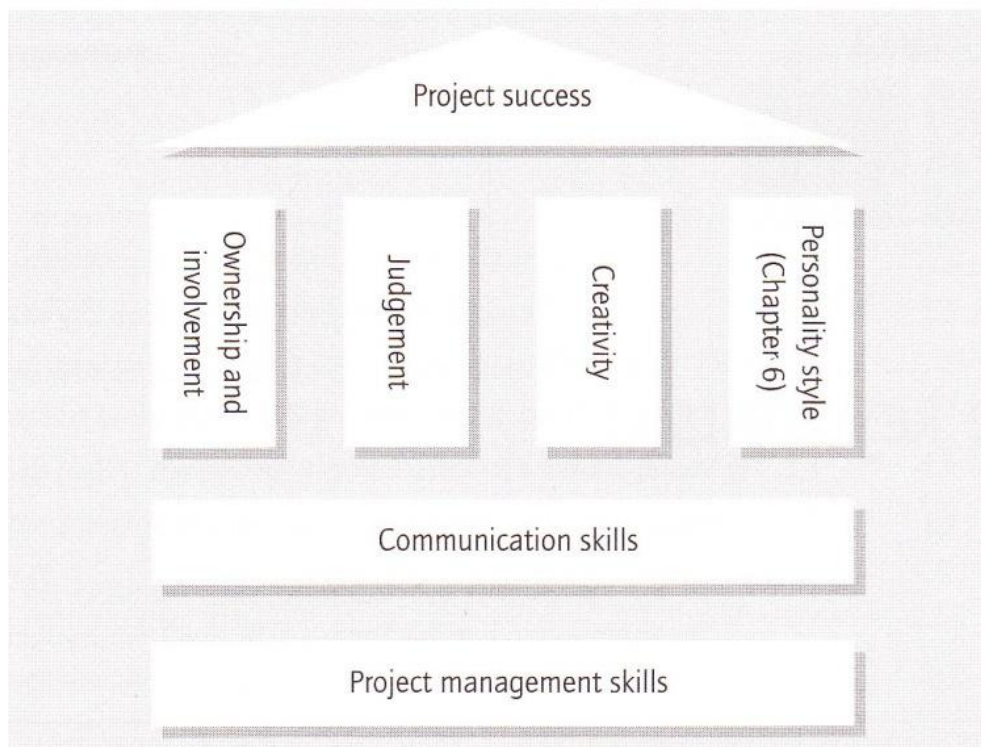 Project success
Ownership and
involvement
Judgement
Creativity
Personality style
(Chapter 6)
Communication skills
Project management skills